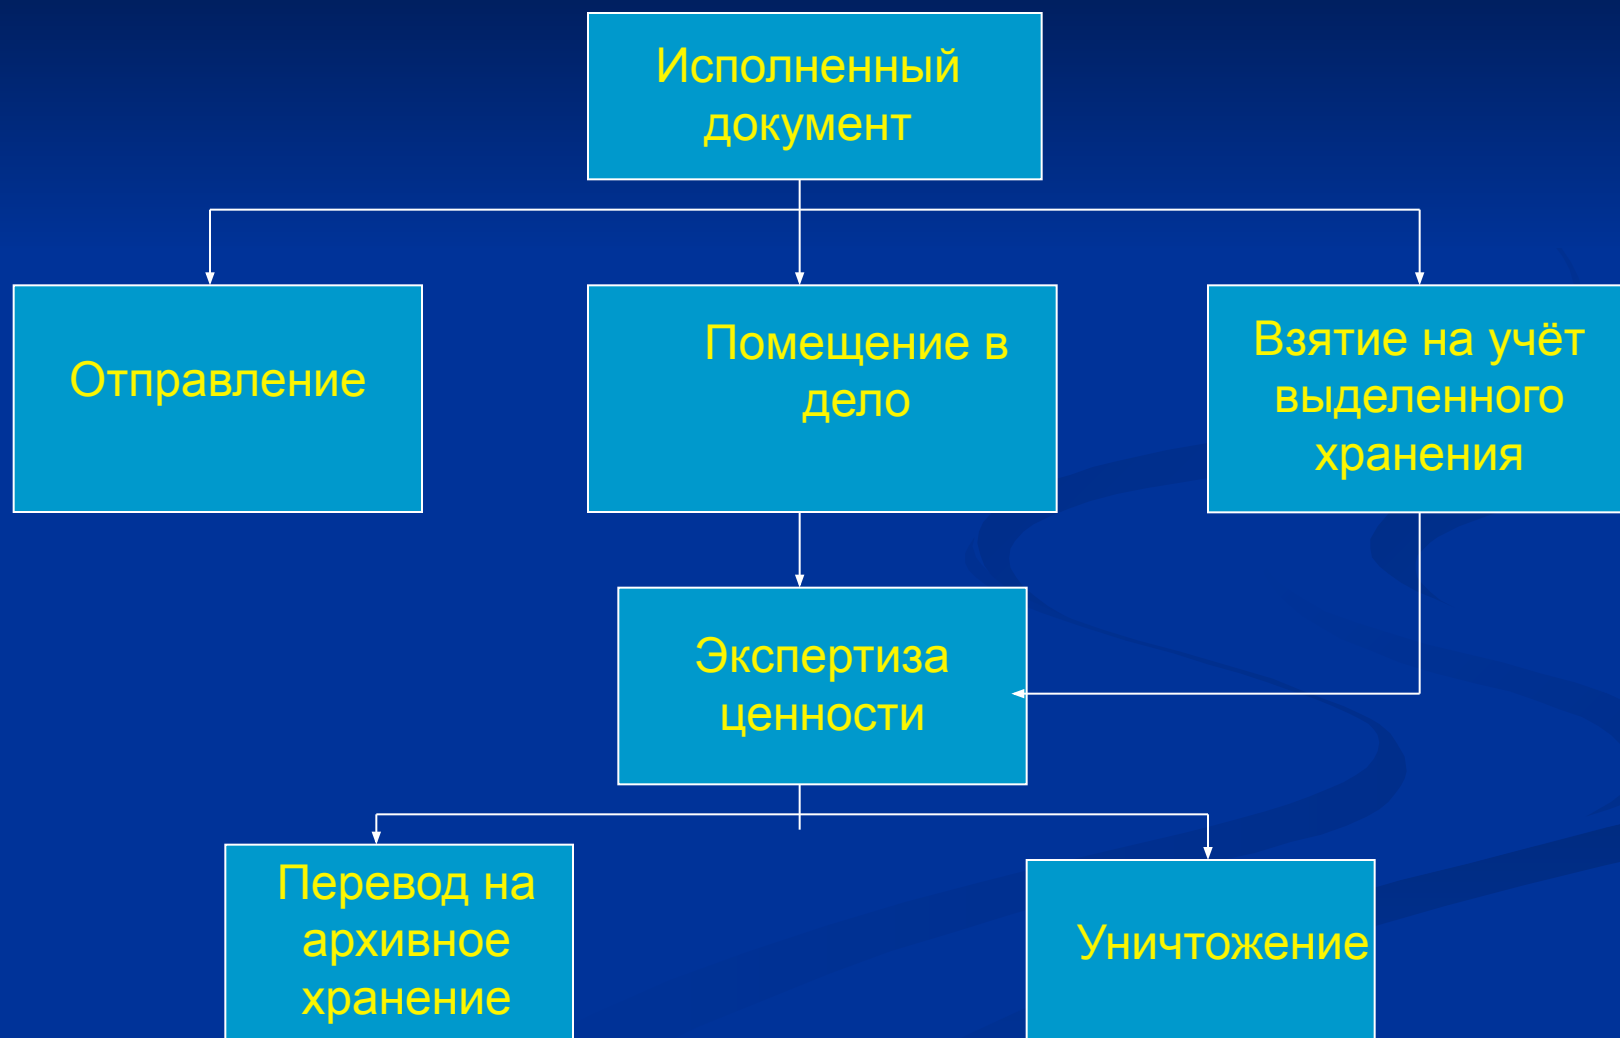 Исполненный
документ
Отправление
Помещение в
дело
Взятие на учёт
выделенного
хранения
Экспертиза
ценности
Перевод на
архивное
хранение
Уничтожение